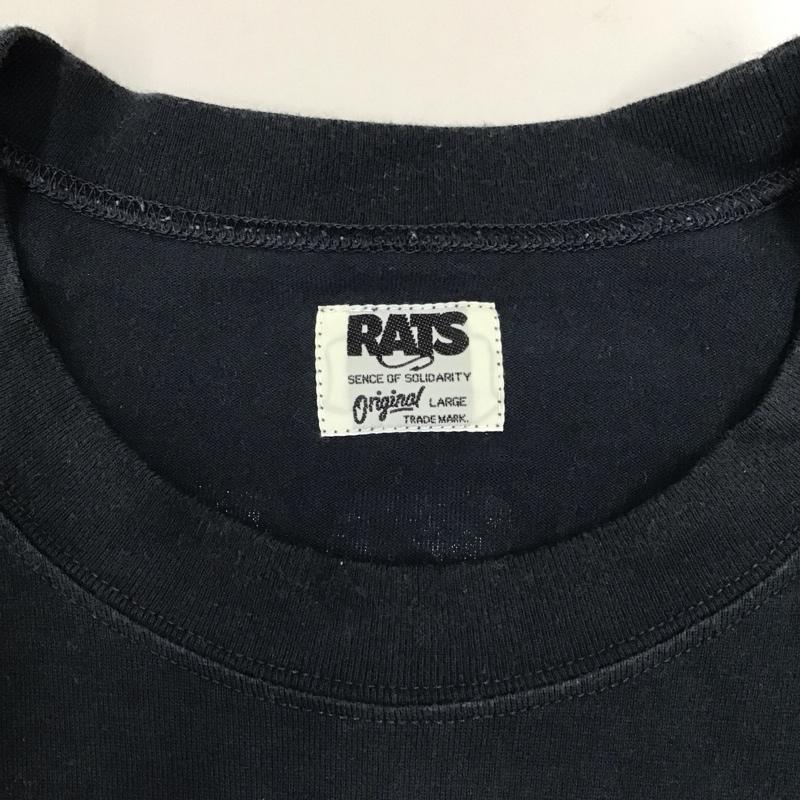 RATS
SENCE OF SOLIDARITY
Original LARGE
TRADE MARK.